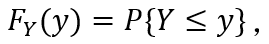 F_Y(y) = P{Y ≤ y} ,